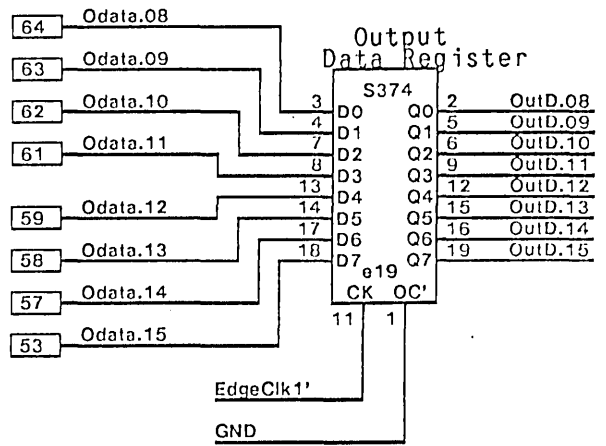 64 Odata.08
Output
Data Register
63 Odata.09
S374
62 Odata.10
3 D0 Q0 2 OutD.08
4 D1 Q1 5 OutD.09
61 Odata.11
7 D2 Q2 6 OutD.10
8 D3 Q3 9 OutD.11
59 Odata.12
13 D4 Q4 12 OutD.12
14 D5 Q5 15 OutD.13
58 Odata.13
17 D6 Q6 16 OutD.14
18 D7 Q7 19 OutD.15
e19
57 Odata.14
CK OC'
11 1
53 Odata.15
EdgeClk1'
GND